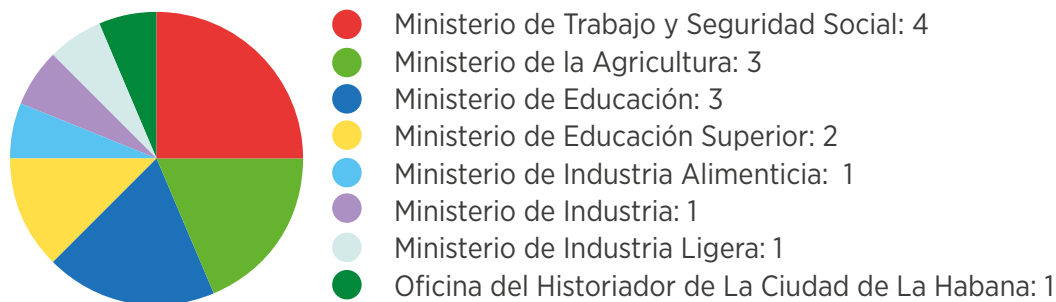 Ministerio de Trabajo y Seguridad Social: 4
Ministerio de la Agricultura: 3
Ministerio de Educación: 3
Ministerio de Educación Superior: 2
Ministerio de Industria Alimenticia:  1
Ministerio de Industria: 1
Ministerio de Industria Ligera: 1
Oficina del Historiador de La Ciudad de La Habana: 1